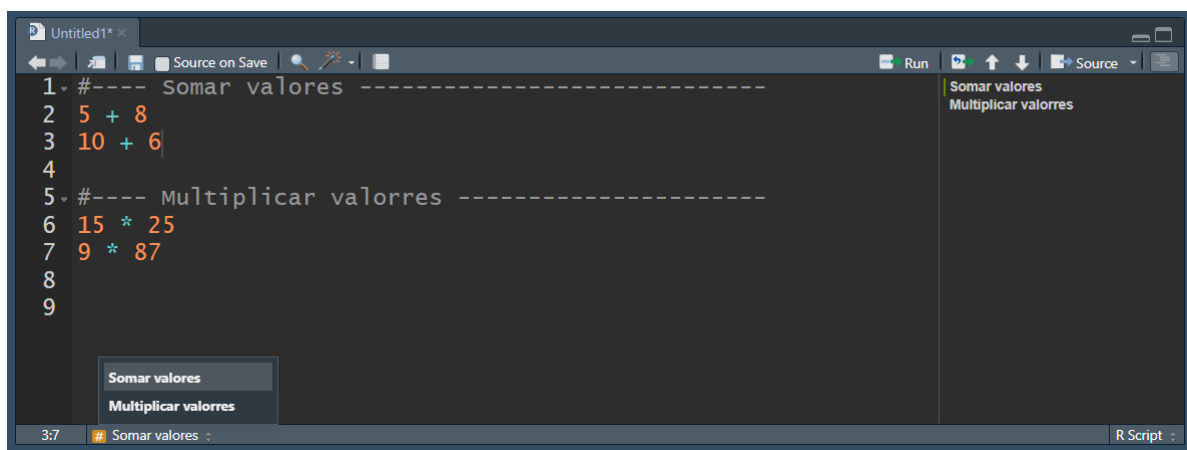 Untitled1*
Source on Save Run Source
1 #---- Somar valores -----------------------------
2 5 + 8
3 10 + 6
4
5 #---- Multiplicar valorres ----------------------
6 15 * 25
7 9 * 87
8
9
Somar valores
Multiplicar valorres
Somar valores
Multiplicar valorres
3:7 # Somar valores R Script